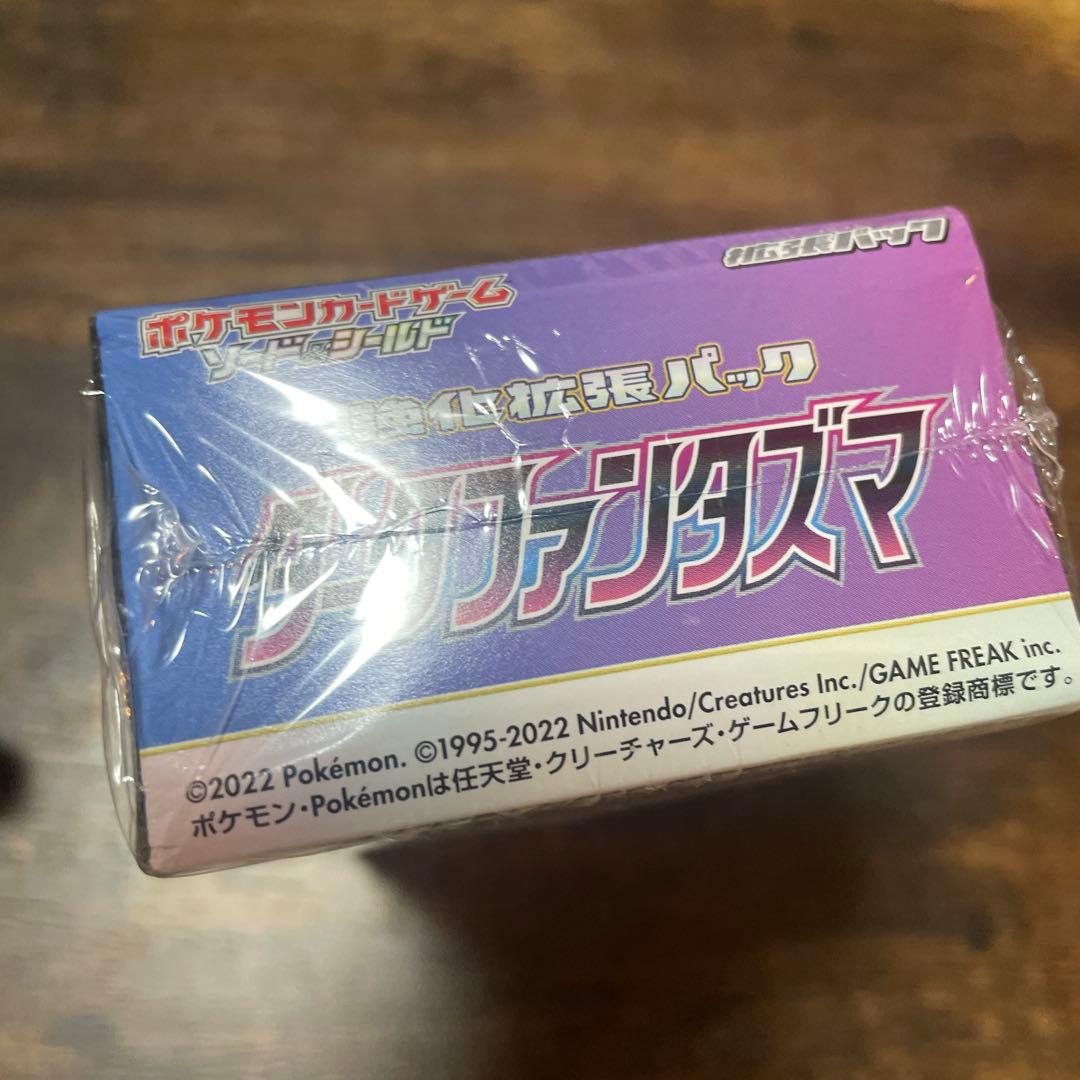 拡張パック
ポケモンカードゲーム
ソード&シールド
強化拡張パック
ダークファンタズマ
©2022 Pokémon. ©1995-2022 Nintendo/Creatures Inc./GAME FREAK inc.
ポケモン・Pokémonは任天堂・クリーチャーズ・ゲームフリークの登録商標です。